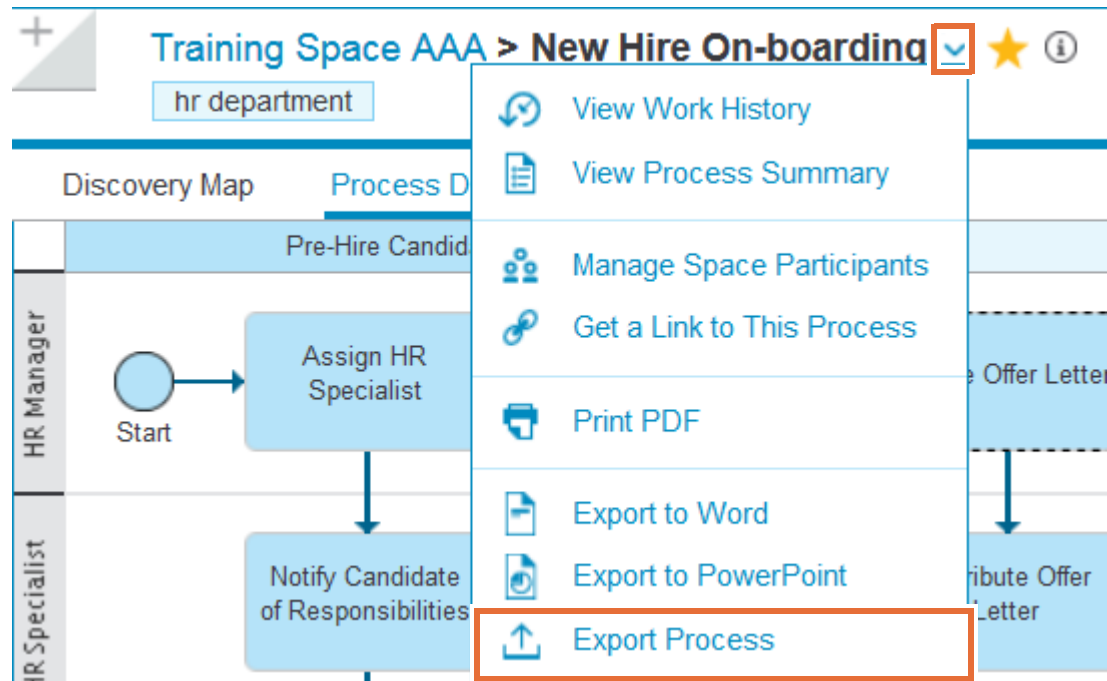 Training Space AAA > New Hire On-boarding
hr department
View Work History
View Process Summary
Discovery Map
Process D
Pre-Hire Candid
Manage Space Participants
Get a Link to This Process
HR Manager
Start
Assign HR
Specialist
Offer Letter
Print PDF
Export to Word
Export to PowerPoint
Export Process
HR Specialist
Notify Candidate
of Responsibilities
ribute Offer
Letter